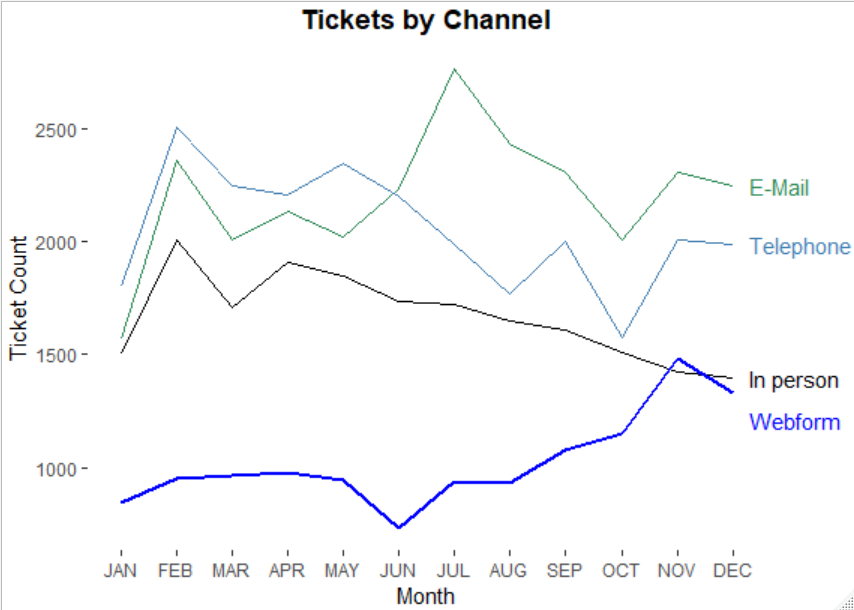 Tickets by Channel
Ticket Count
2500
2000
1500
1000
E-Mail
Telephone
In person
Webform
JAN FEB MAR APR MAY JUN JUL AUG SEP OCT NOV DEC
Month